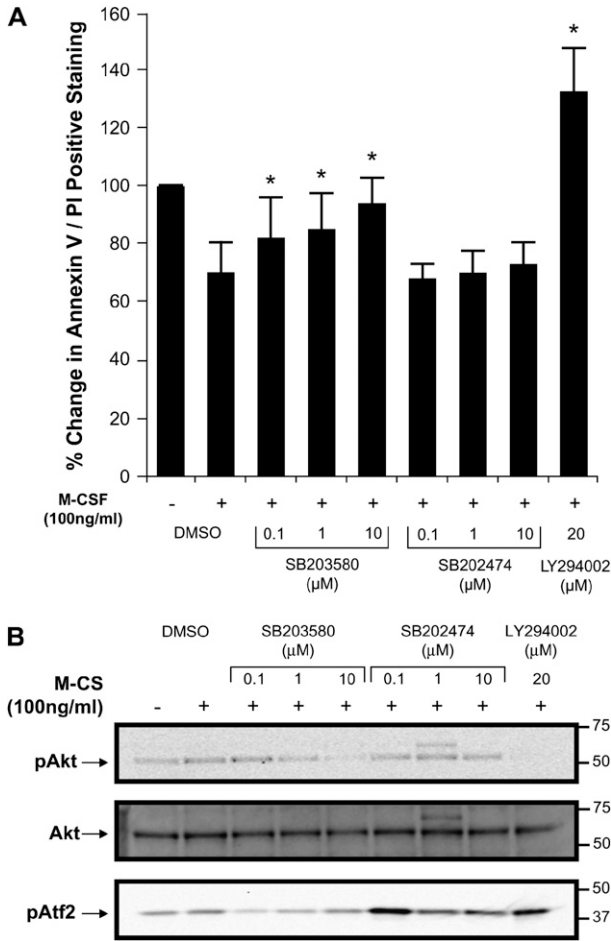 A
% Change in Annexin V / PI Positive Staining
160
140
120
100
80
60
40
20
0
* * * *
M-CSF
(100ng/ml)
- + + + + + + + +
DMSO 0.1 1 10 0.1 1 10 20
SB203580 SB202474 LY294002
(μM) (μM) (μM)
B
DMSO SB203580 SB202474 LY294002
(μM) (μM) (μM)
M-CS 0.1 1 10 0.1 1 10 20
(100ng/ml) - + + + + + + + +
75
pAkt→ 50
75
Akt→ 50
50
pAtf2→ 37